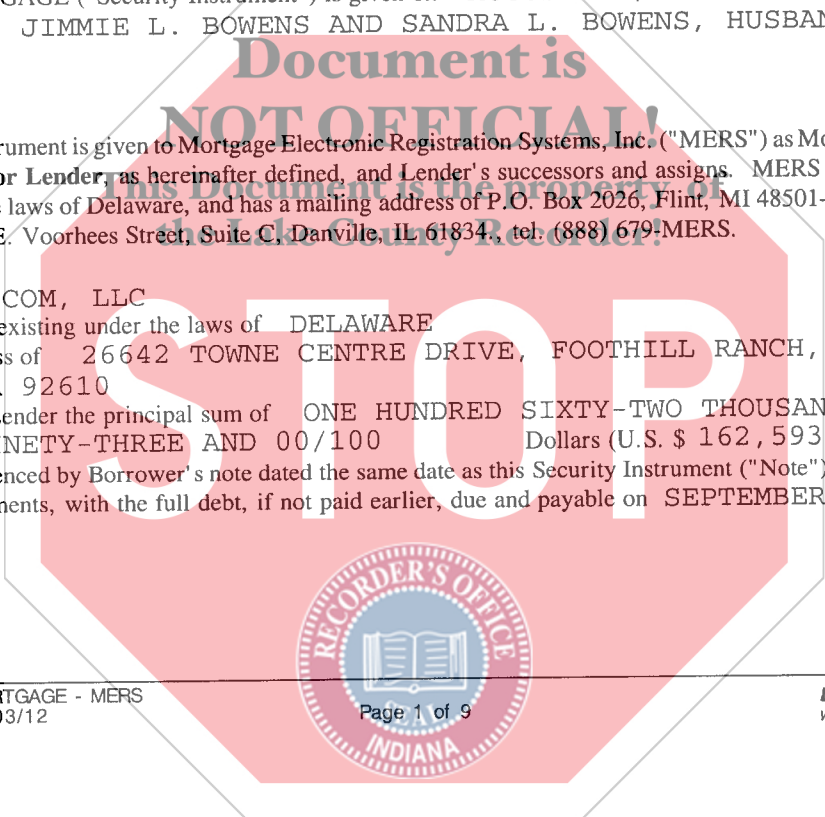 JIMMIE L. BOWENS AND SANDRA L. BOWENS, HUSBAN
Document is
NOT OFFICIAL!
rument is given to Mortgage Electronic Registration Systems, Inc. ("MERS") as Mo
or Lender, as hereinafter defined, and Lender's successors and assigns. MERS
This Document is the property of
laws of Delaware, and has a mailing address of P.O. Box 2026, Flint, MI 48501-
the Lake County Recorder!
E. Voorhees Street, Suite C, Danville, IL 61834., tel. (888) 679-MERS.
COM, LLC
existing under the laws of DELAWARE
ss of 26642 TOWNE CENTRE DRIVE, FOOTHILL RANCH,
92610
ender the principal sum of ONE HUNDRED SIXTY-TWO THOUSAN
NETY-THREE AND 00/100 Dollars (U.S. $ 162,593
enced by Borrower's note dated the same date as this Security Instrument ("Note")
nents, with the full debt, if not paid earlier, due and payable on SEPTEMBER
STOP
RECORDER'S OFFICE
SEAL
INDIANA
RTGAGE - MERS
03/12
Page 1 of 9